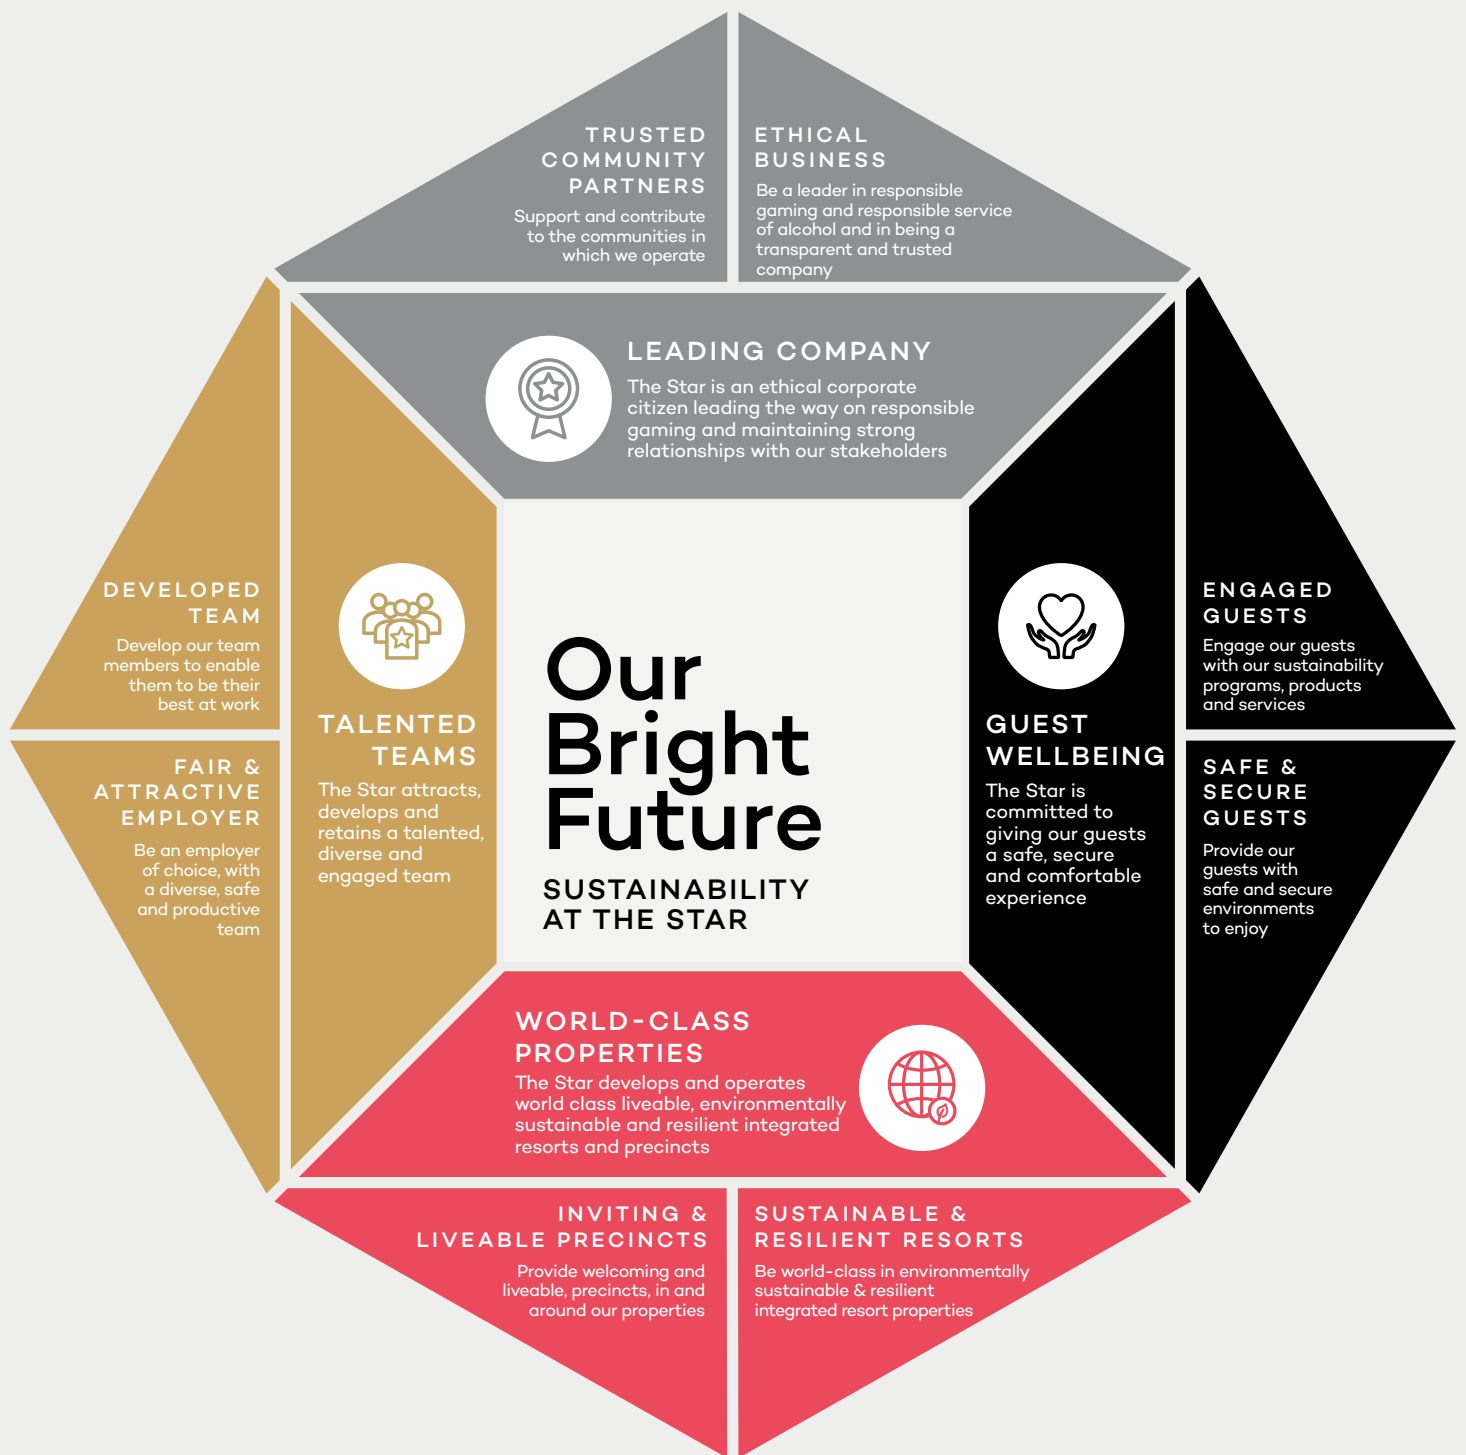 TRUSTED
COMMUNITY
PARTNERS
Support and contribute
to the communities in
which we operate
ETHICAL
BUSINESS
Be a leader in responsible
gaming and responsible service
of alcohol and in being a
transparent and trusted
company
LEADING COMPANY
The Star is an ethical corporate
citizen leading the way on responsible
gaming and maintaining strong
relationships with our stakeholders
DEVELOPED
TEAM
Develop our team
members to enable
them to be their
best at work
FAIR &
ATTRACTIVE
EMPLOYER
Be an employer
of choice, with
a diverse, safe
and productive
team
TALENTED
TEAMS
The Star attracts,
develops and
retains a talented,
diverse and
engaged team
Our
Bright
Future
SUSTAINABILITY
AT THE STAR
GUEST
WELLBEING
The Star is
committed to
giving our guests
a safe, secure
and comfortable
experience
ENGAGED
GUESTS
Engage our guests
with our sustainability
programs, products
and services
SAFE &
SECURE
GUESTS
Provide our
guests with
safe and secure
environments
to enjoy
WORLD-CLASS
PROPERTIES
The Star develops and operates
world class liveable, environmentally
sustainable and resilient integrated
resorts and precincts
INVITING &
LIVEABLE PRECINCTS
Provide welcoming and
liveable, precincts, in and
around our properties
SUSTAINABLE &
RESILIENT RESORTS
Be world-class in environmentally
sustainable & resilient
integrated resort properties